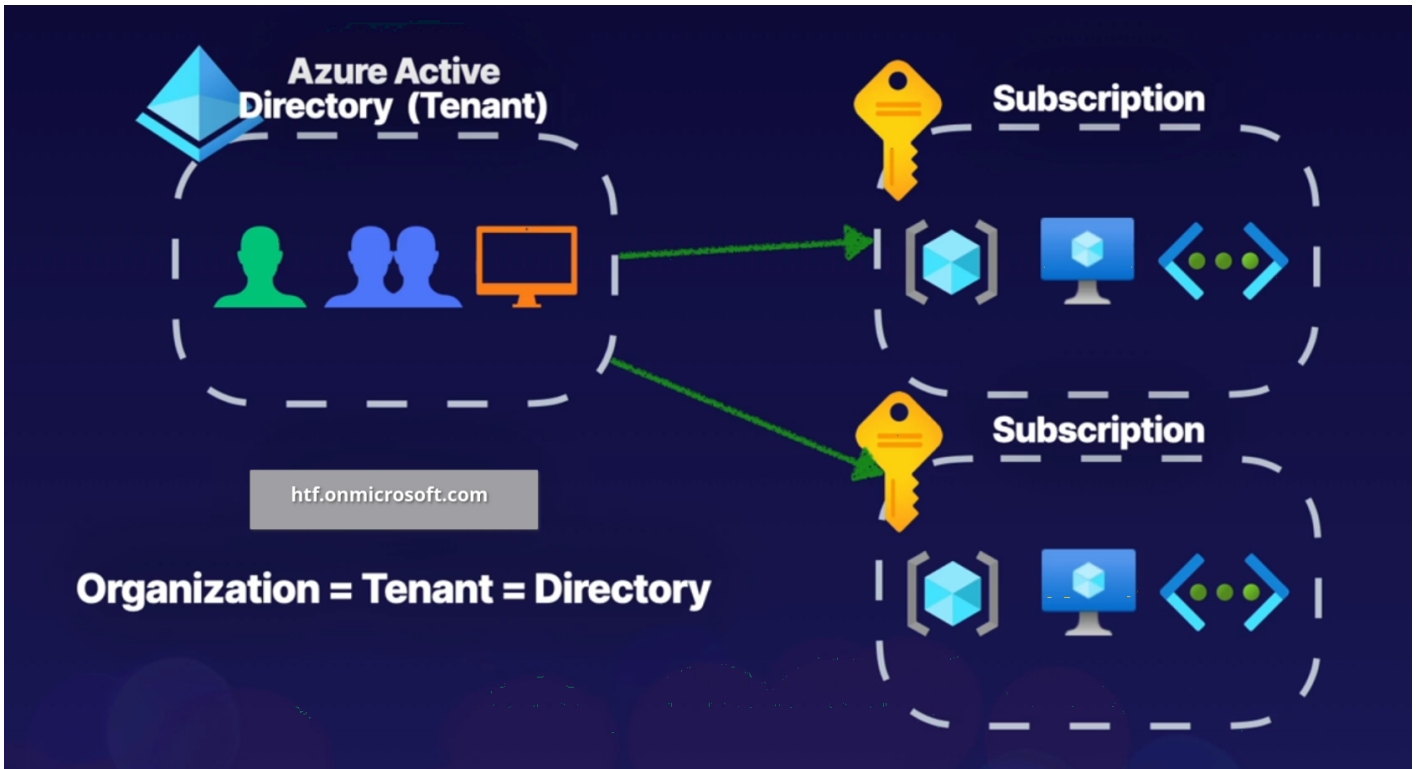 Azure Active
Directory (Tenant)
Subscription
Subscription
htf.onmicrosoft.com
Organization = Tenant = Directory